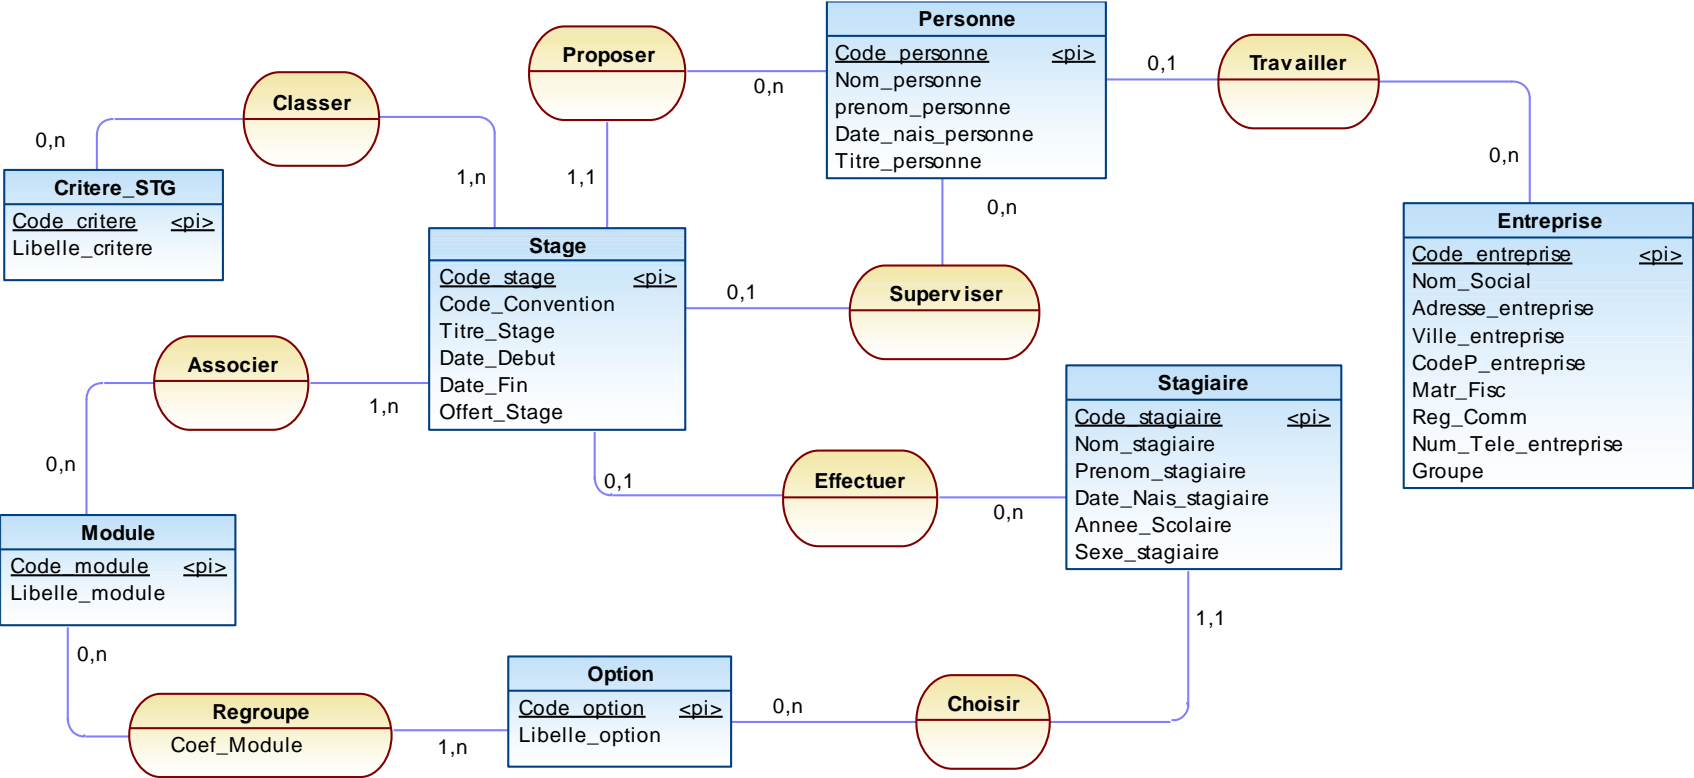 Personne
Code_personne <pi>
Nom_personne
prenom_personne
Date_nais_personne
Titre_personne
Proposer
0,n
1,1
Travailler
0,1
0,n
Classer
0,n
1,n
Critere_STG
Code_critere <pi>
Libelle_critere
0,n
Entreprise
Code_entreprise <pi>
Nom_Social
Adresse_entreprise
Ville_entreprise
CodeP_entreprise
Matr_Fisc
Reg_Comm
Num_Tele_entreprise
Groupe
Stage
Code_stage <pi>
Code_Convention
Titre_Stage
Date_Debut
Date_Fin
Offert_Stage
0,1
Superviser
Associer
1,n
0,n
Stagiaire
Code_stagiaire <pi>
Nom_stagiaire
Prenom_stagiaire
Date_Nais_stagiaire
Annee_Scolaire
Sexe_stagiaire
Effectuer
0,1
0,n
Module
Code_module <pi>
Libelle_module
1,1
0,n
Regroupe
Coef_Module
1,n
Option
Code_option <pi>
Libelle_option
0,n
Choisir